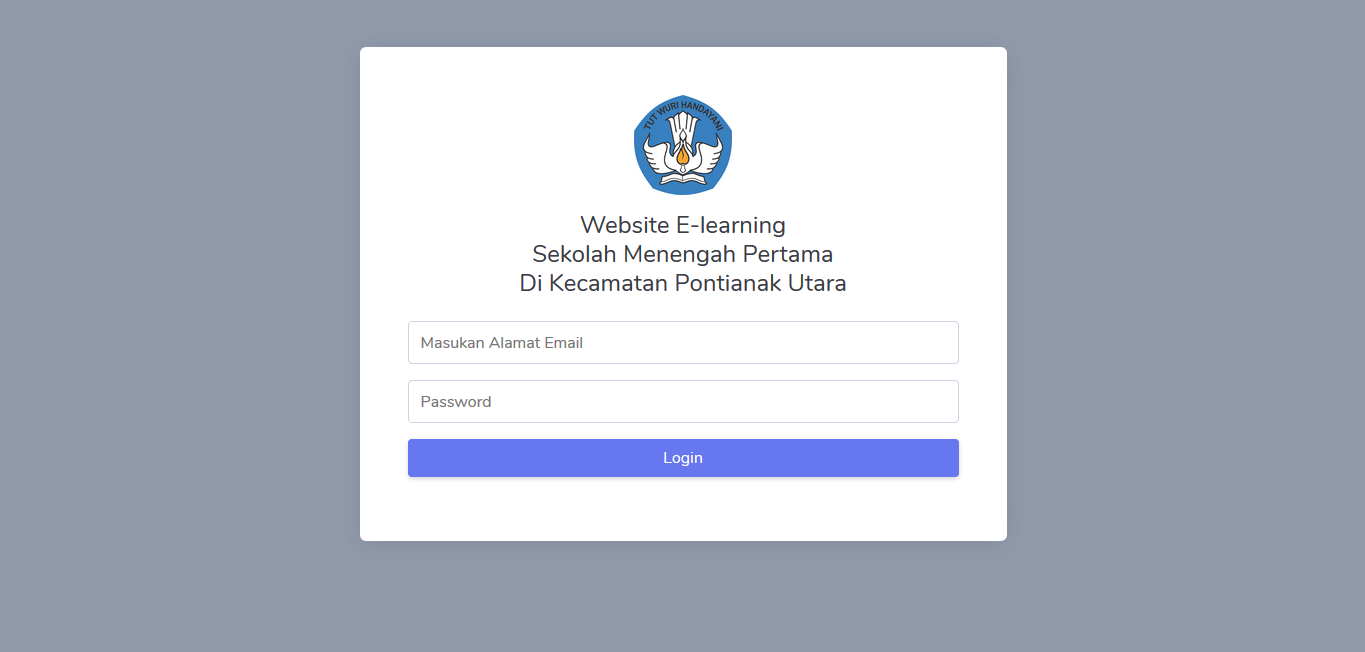 TUT WURI HANDAYANI
Website E-learning
Sekolah Menengah Pertama
Di Kecamatan Pontianak Utara
Masukan Alamat Email
Password
Login